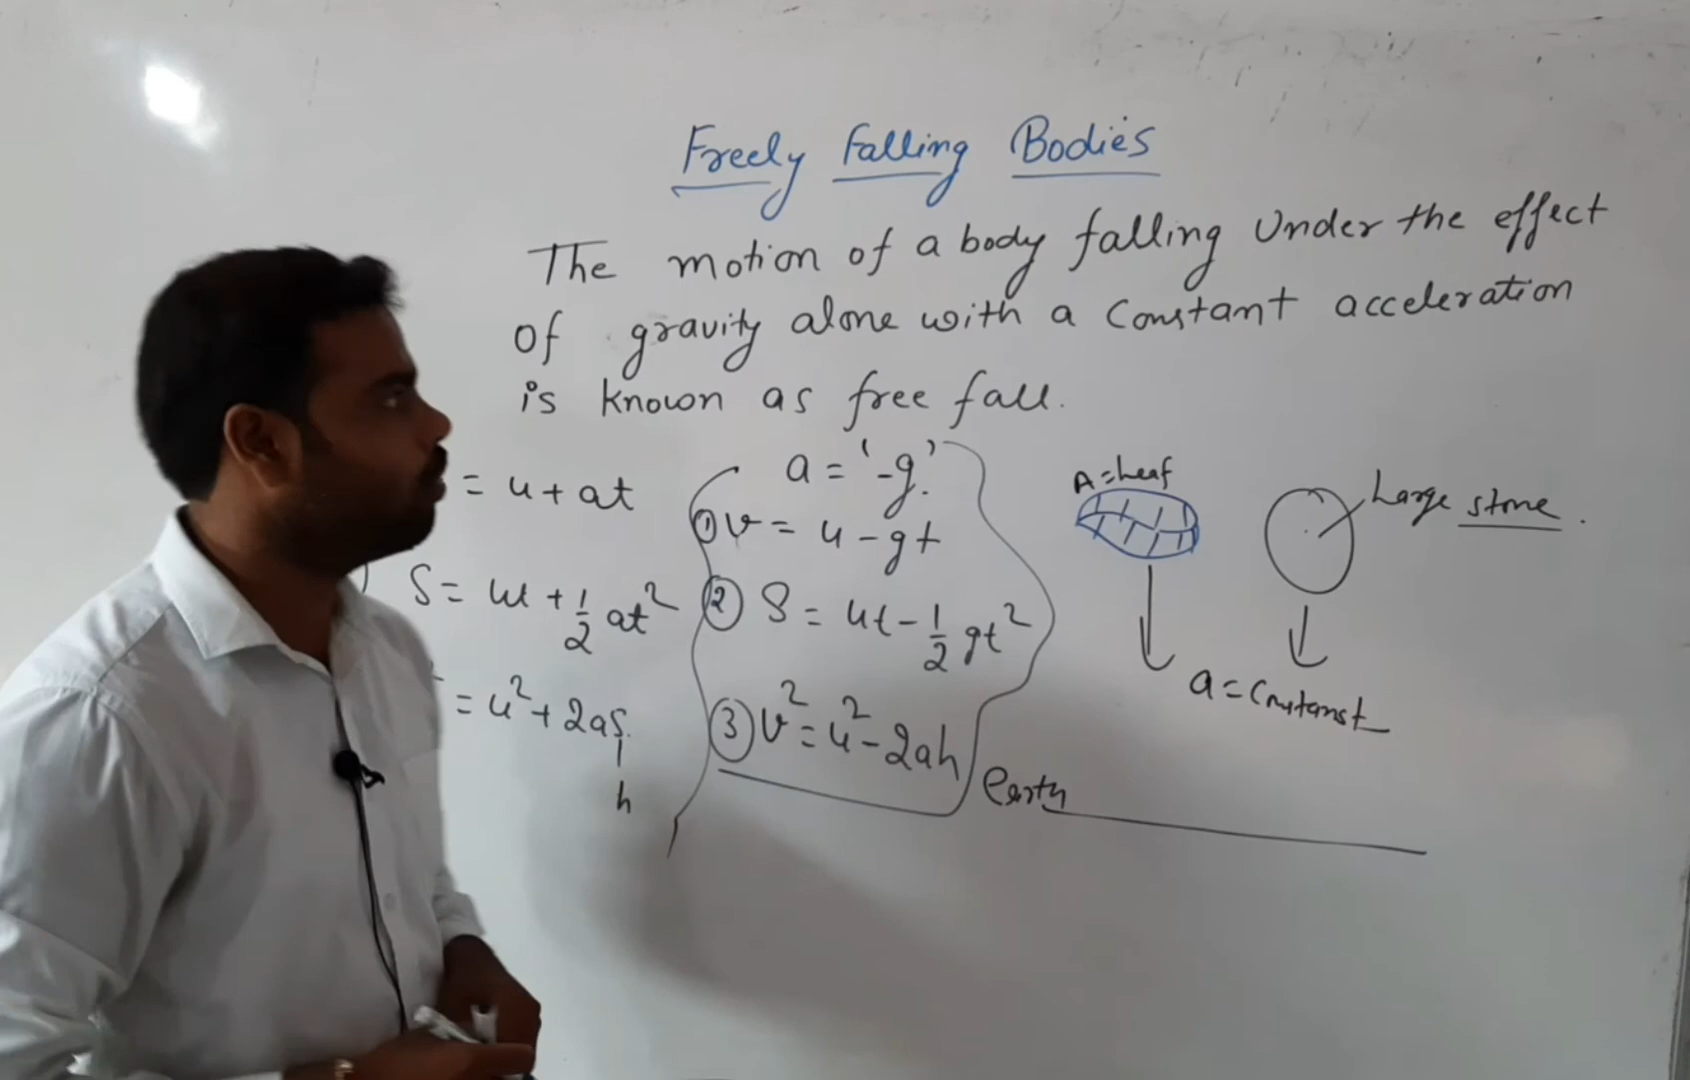 Freely Falling Bodies
The motion of a body falling Under the effect
of gravity alone with a Constant acceleration
is known as free fall.
= u + at
S = ut + 1/2 at²
= u² + 2as.
h
a = '-g'.
① v = u - gt
② S = ut - 1/2 gt²
③ v² = u² - 2ah
A = Leaf
Large stone.
a = Constant
earth